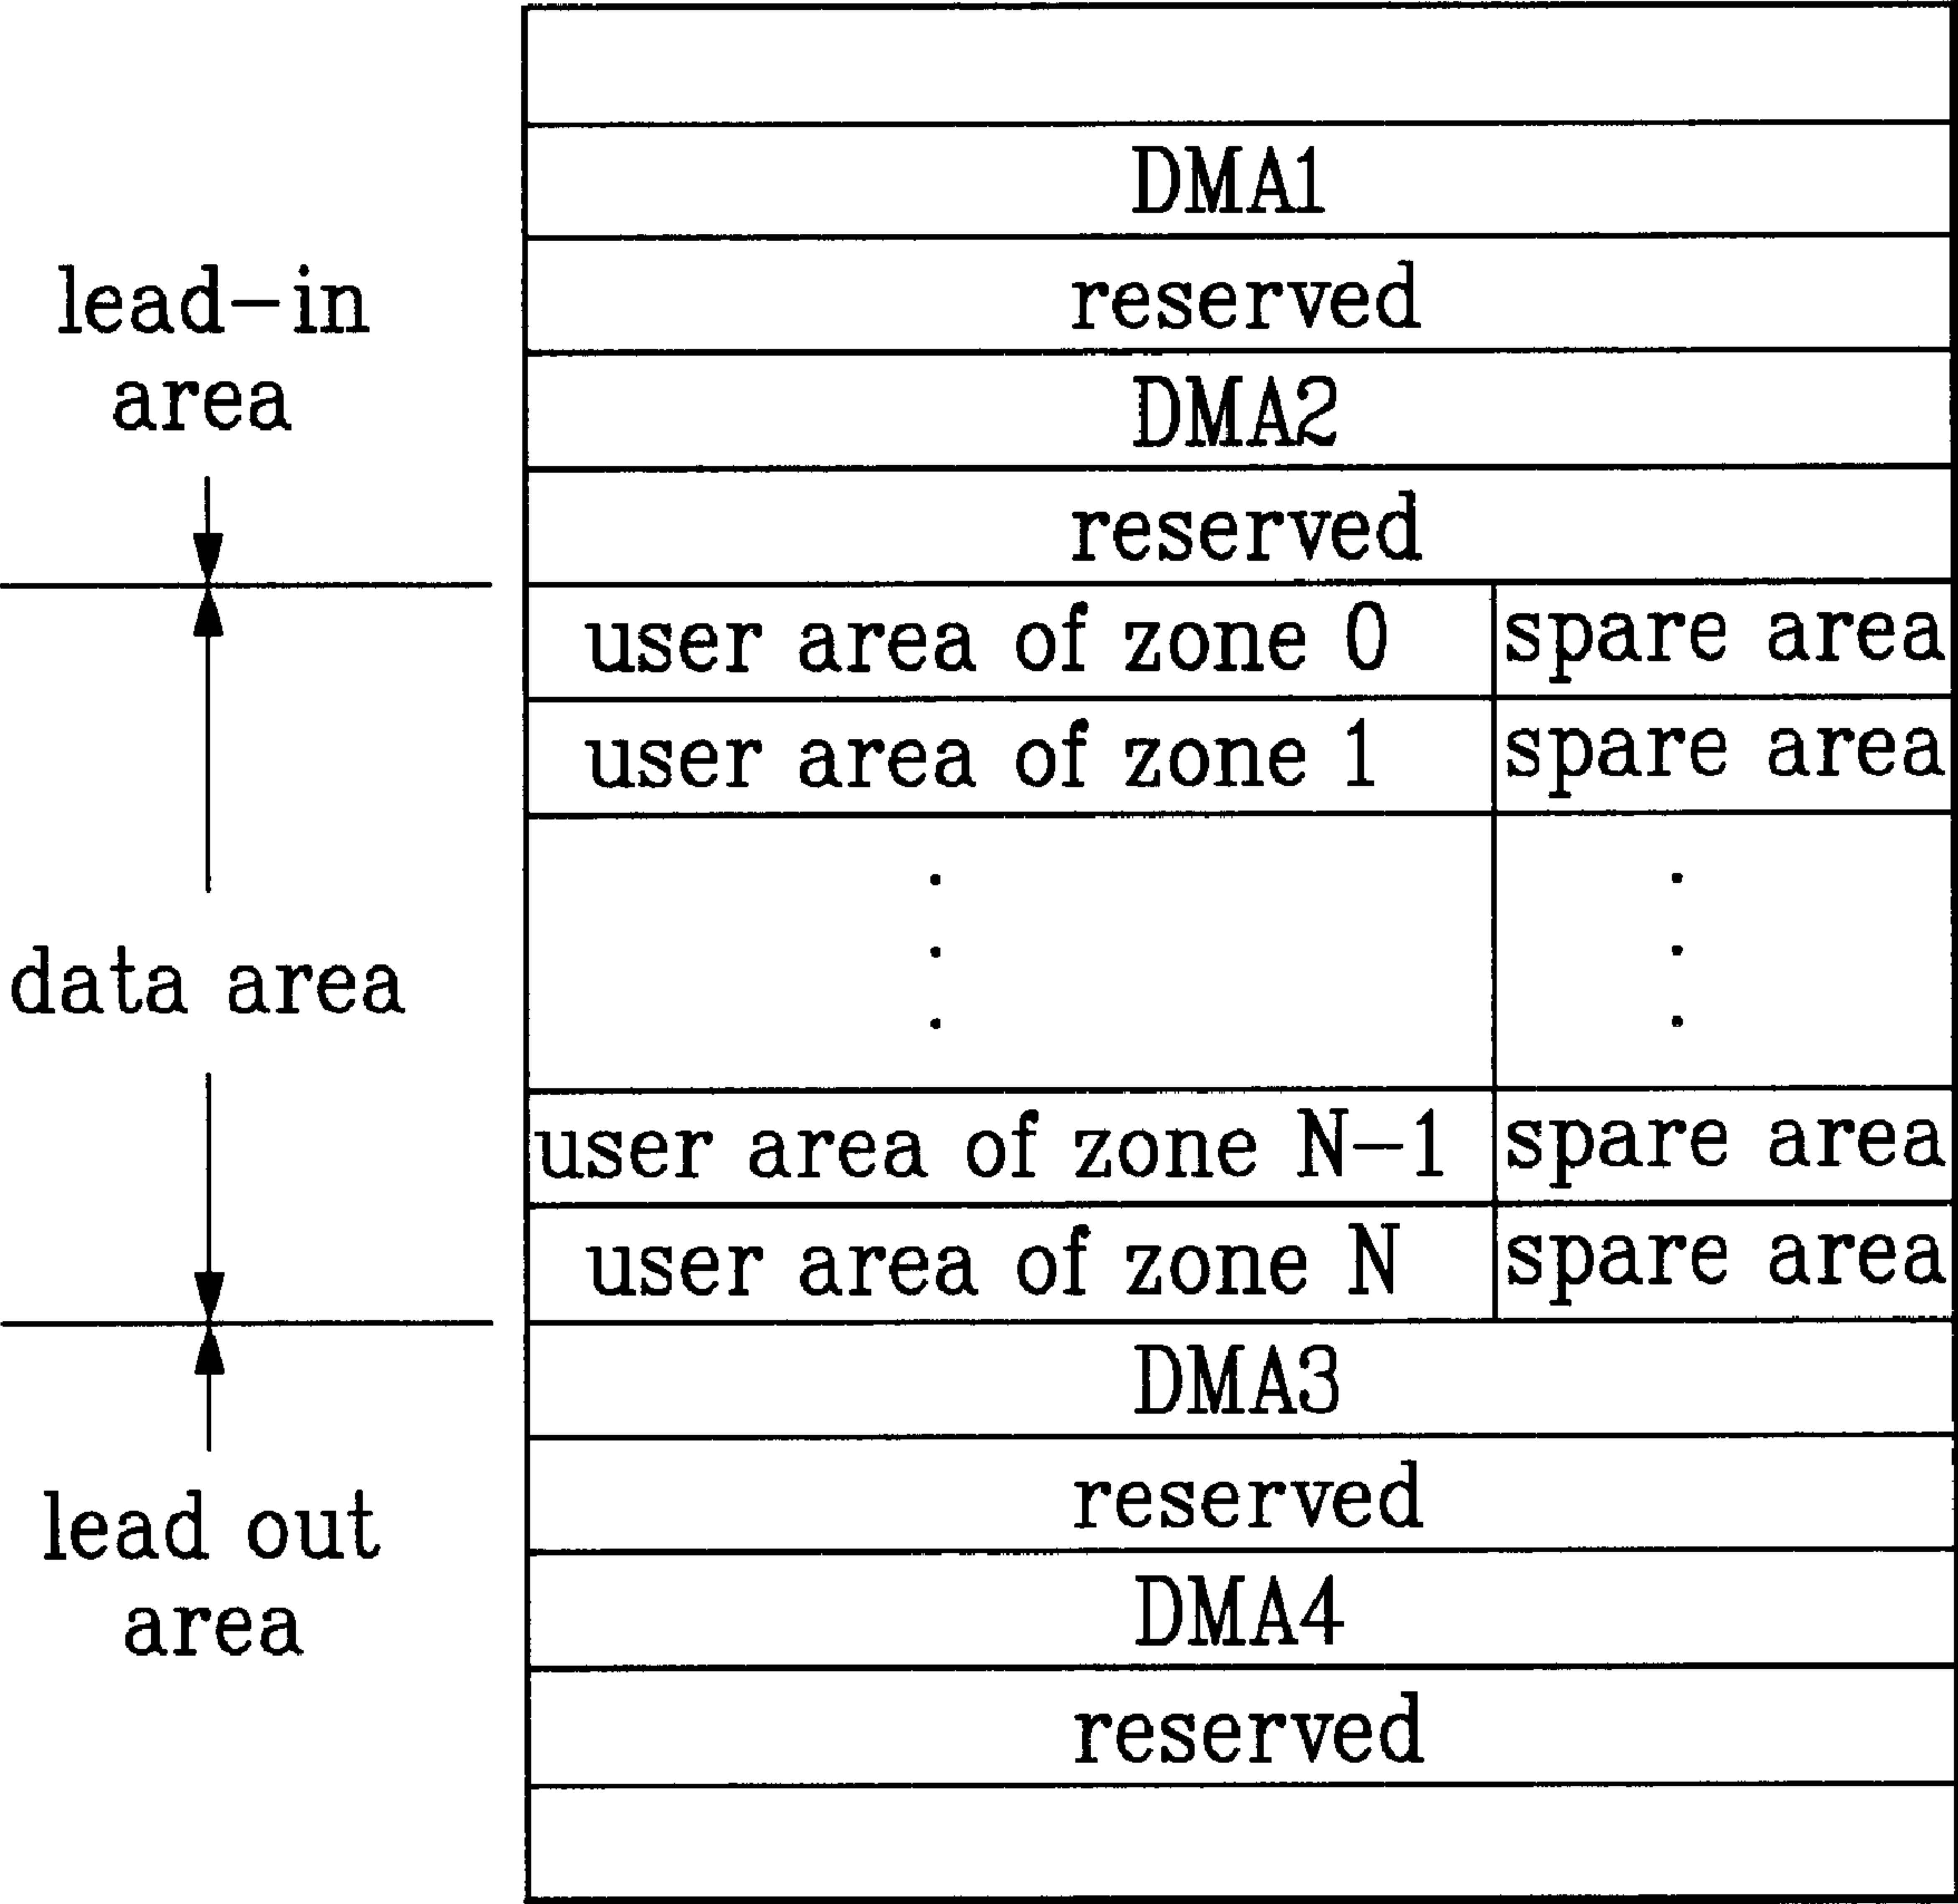 DMA1
reserved
lead-in
area
DMA2
reserved
user area of zone 0 spare area
user area of zone 1 spare area
data area
user area of zone N-1 spare area
user area of zone N spare area
DMA3
reserved
lead out
area
DMA4
reserved